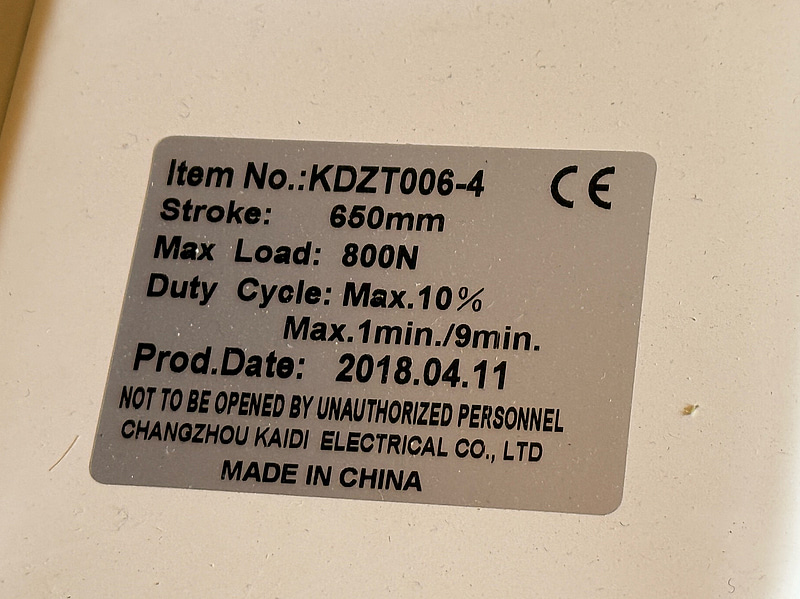 Item No.:KDZT006-4 CE
Stroke: 650mm
Max Load: 800N
Duty Cycle: Max.10%
Max.1min./9min.
Prod.Date: 2018.04.11
NOT TO BE OPENED BY UNAUTHORIZED PERSONNEL
CHANGZHOU KAIDI ELECTRICAL CO., LTD
MADE IN CHINA